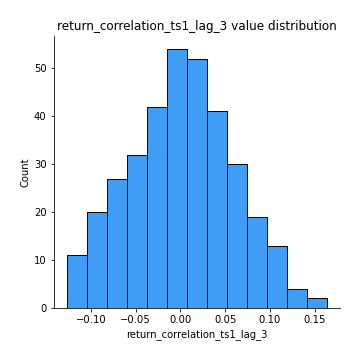 return_correlation_ts1_lag_3 value distribution
Count
50
40
30
20
10
0
−0.10 −0.05 0.00 0.05 0.10 0.15
return_correlation_ts1_lag_3